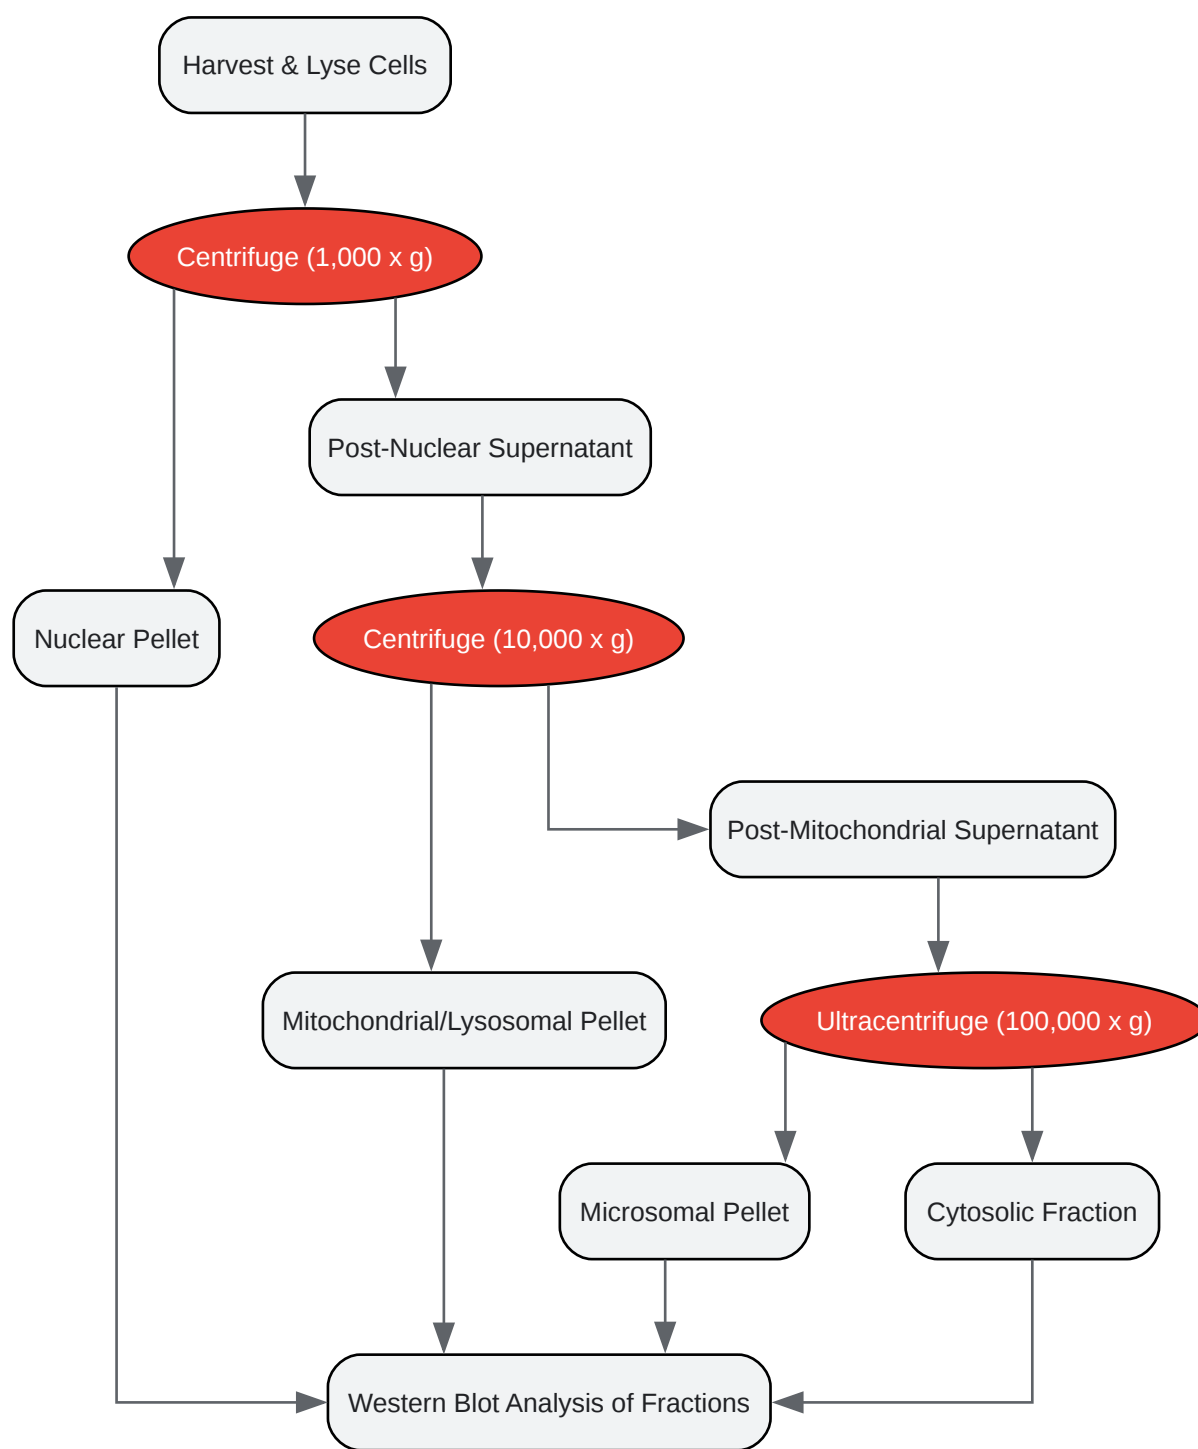 Harvest & Lyse Cells
Centrifuge (1,000 x g)
Post-Nuclear Supernatant
Nuclear Pellet
Centrifuge (10,000 x g)
Post-Mitochondrial Supernatant
Mitochondrial/Lysosomal Pellet
Ultracentrifuge (100,000 x g)
Microsomal Pellet
Cytosolic Fraction
Western Blot Analysis of Fractions